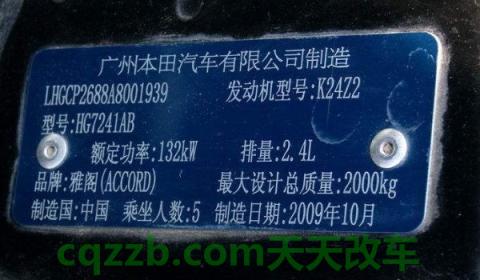 广州本田汽车有限公司制造
LHGCP2688A8001939 发动机型号:K24Z2
型号:HG7241AB
额定功率:132kW 排量:2.4L
品牌:雅阁(ACCORD) 最大设计总质量:2000kg
制造国:中国 乘坐人数:5 制造日期:2009年10月
cqzzb.com天天改车